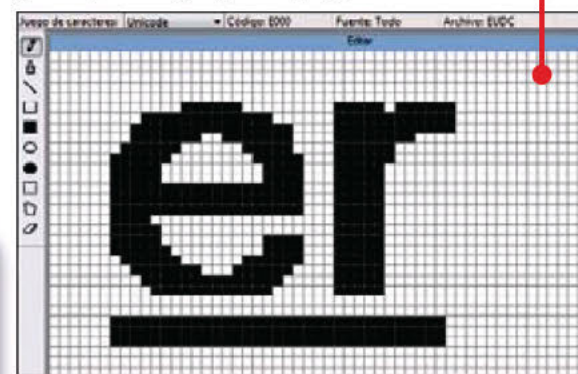 Juego de caracteres: Unicode Código: E000 Fuente: Todo Archivo: EUDC
Editar
er